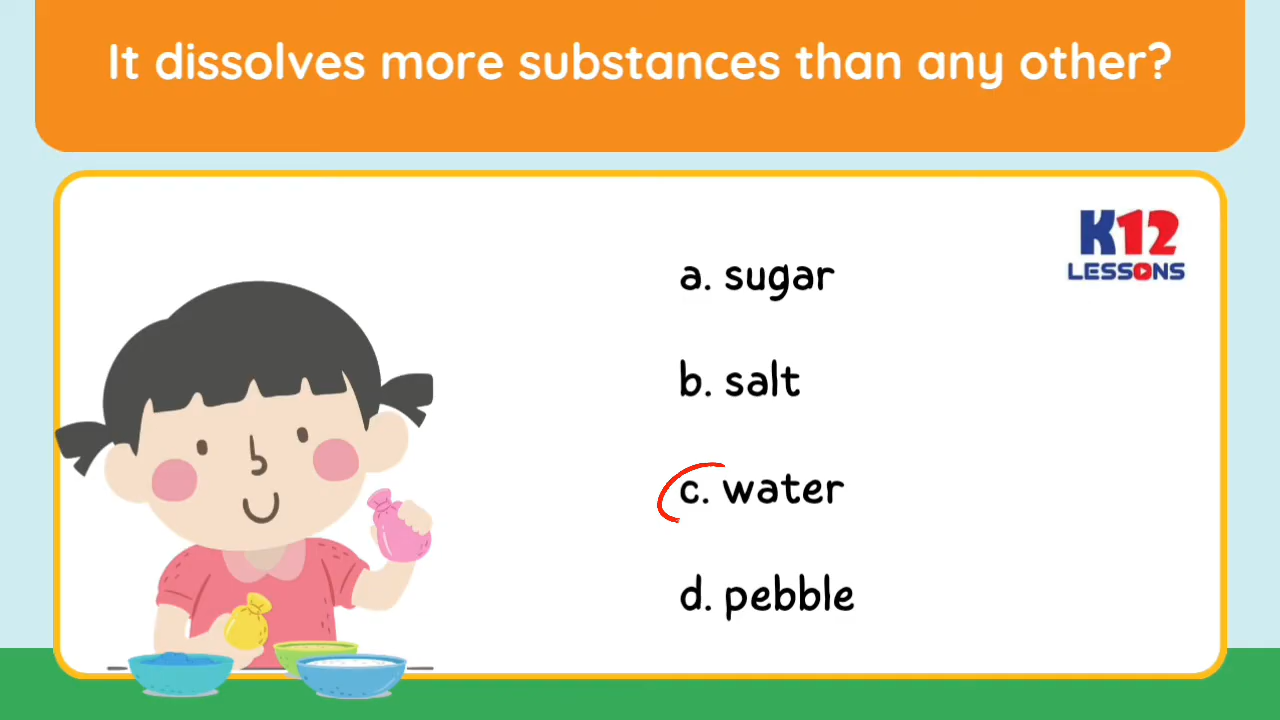 It dissolves more substances than any other?
K12
LESSONS
a. sugar
b. salt
c. water
d. pebble